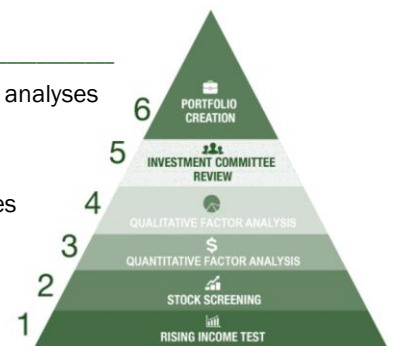 analyses
es
6
PORTFOLIO
CREATION
5
INVESTMENT COMMITTEE
REVIEW
4
QUALITATIVE FACTOR ANALYSIS
3
$
QUANTITATIVE FACTOR ANALYSIS
2
STOCK SCREENING
1
RISING INCOME TEST